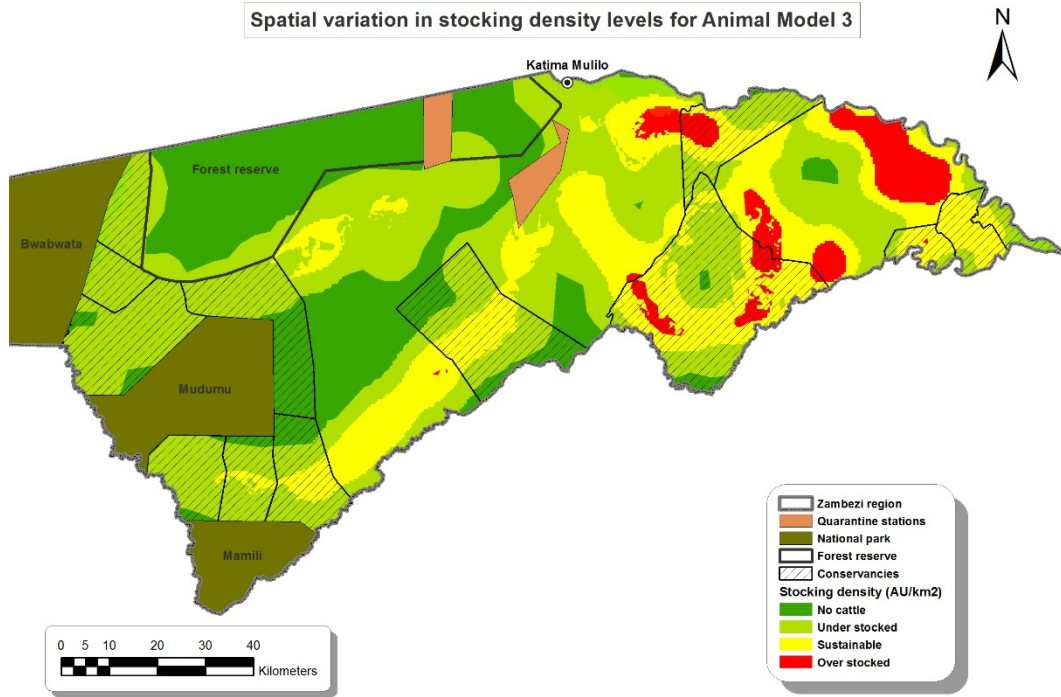 Spatial variation in stocking density levels for Animal Model 3
N
Katima Mulilo
Forest reserve
Bwabwata
Mudumu
Mamili
0 5 10 20 30 40
Kilometers
Zambezi region
Quarantine stations
National park
Forest reserve
Conservancies
Stocking density (AU/km2)
No cattle
Under stocked
Sustainable
Over stocked